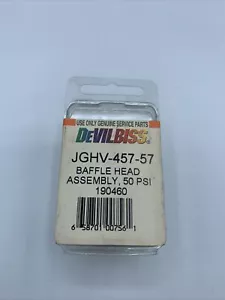 USE ONLY GENUINE SERVICE PARTS
DEVILBISS®
JGHV-457-57
BAFFLE HEAD
ASSEMBLY, 50 PSI
190460
6 58701 00756 1